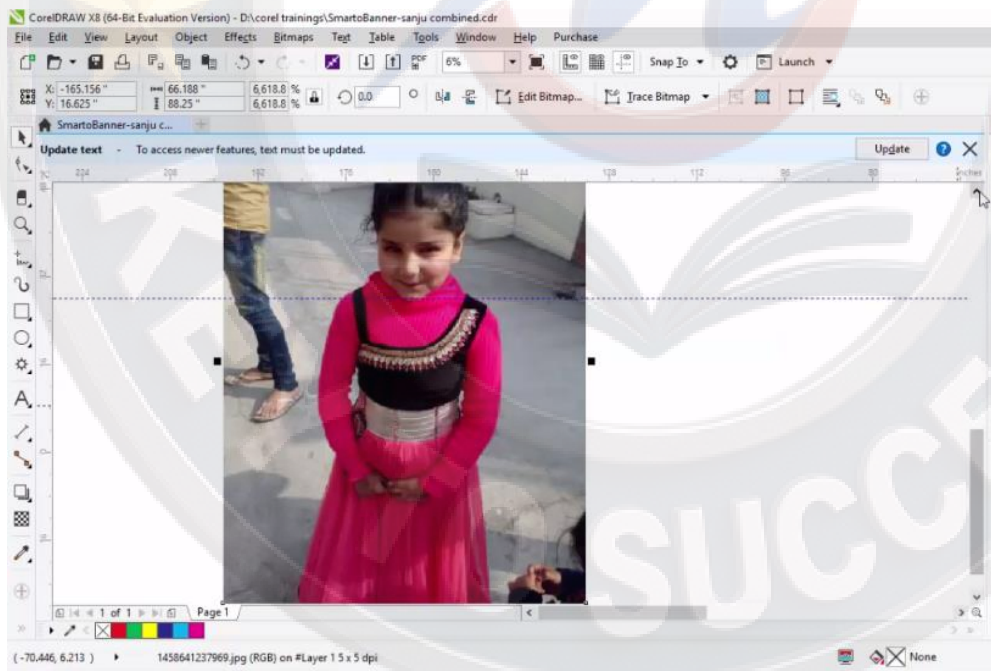 CorelDRAW X8 (64-Bit Evaluation Version) - D:\corel trainings\SmartoBanner-sanju combined.cdr
File Edit View Layout Object Effects Bitmaps Text Table Tools Window Help Purchase
PDF 6% Snap To Launch
X: -165.156 " 66.188 " 6,618.8 % 0.0 Edit Bitmap... Trace Bitmap
Y: 16.625 " 88.25 " 6,618.8 %
SmartoBanner-sanju c...
Update text - To access newer features, text must be updated. Update
224 208 192 176 160 144 128 112 96 80 inches
SUCC
1 of 1 Page 1
( -70.446, 6.213 ) 1458641237969.jpg (RGB) on #Layer 1 5 x 5 dpi None